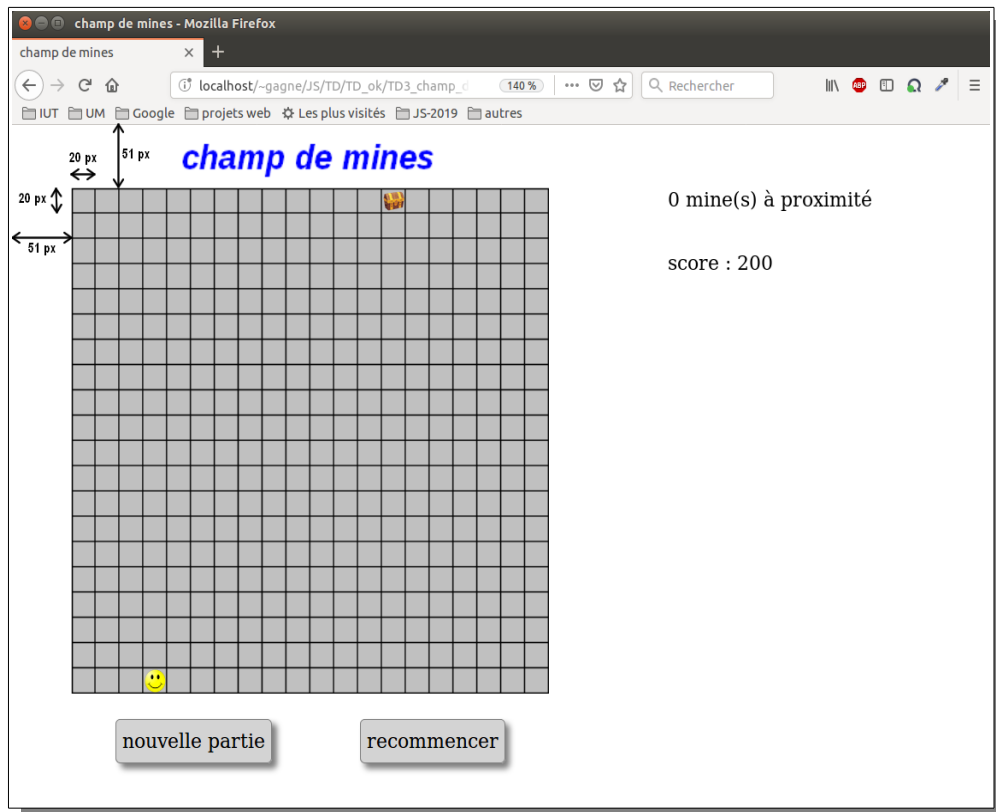 champ de mines - Mozilla Firefox
champ de mines
localhost/~gagne/JS/TD/TD_ok/TD3_champ_d
140 %
Rechercher
ABP
IUT UM Google projets web Les plus visités JS-2019 autres
20 px
51 px
champ de mines
20 px
0 mine(s) à proximité
51 px
score : 200
nouvelle partie
recommencer